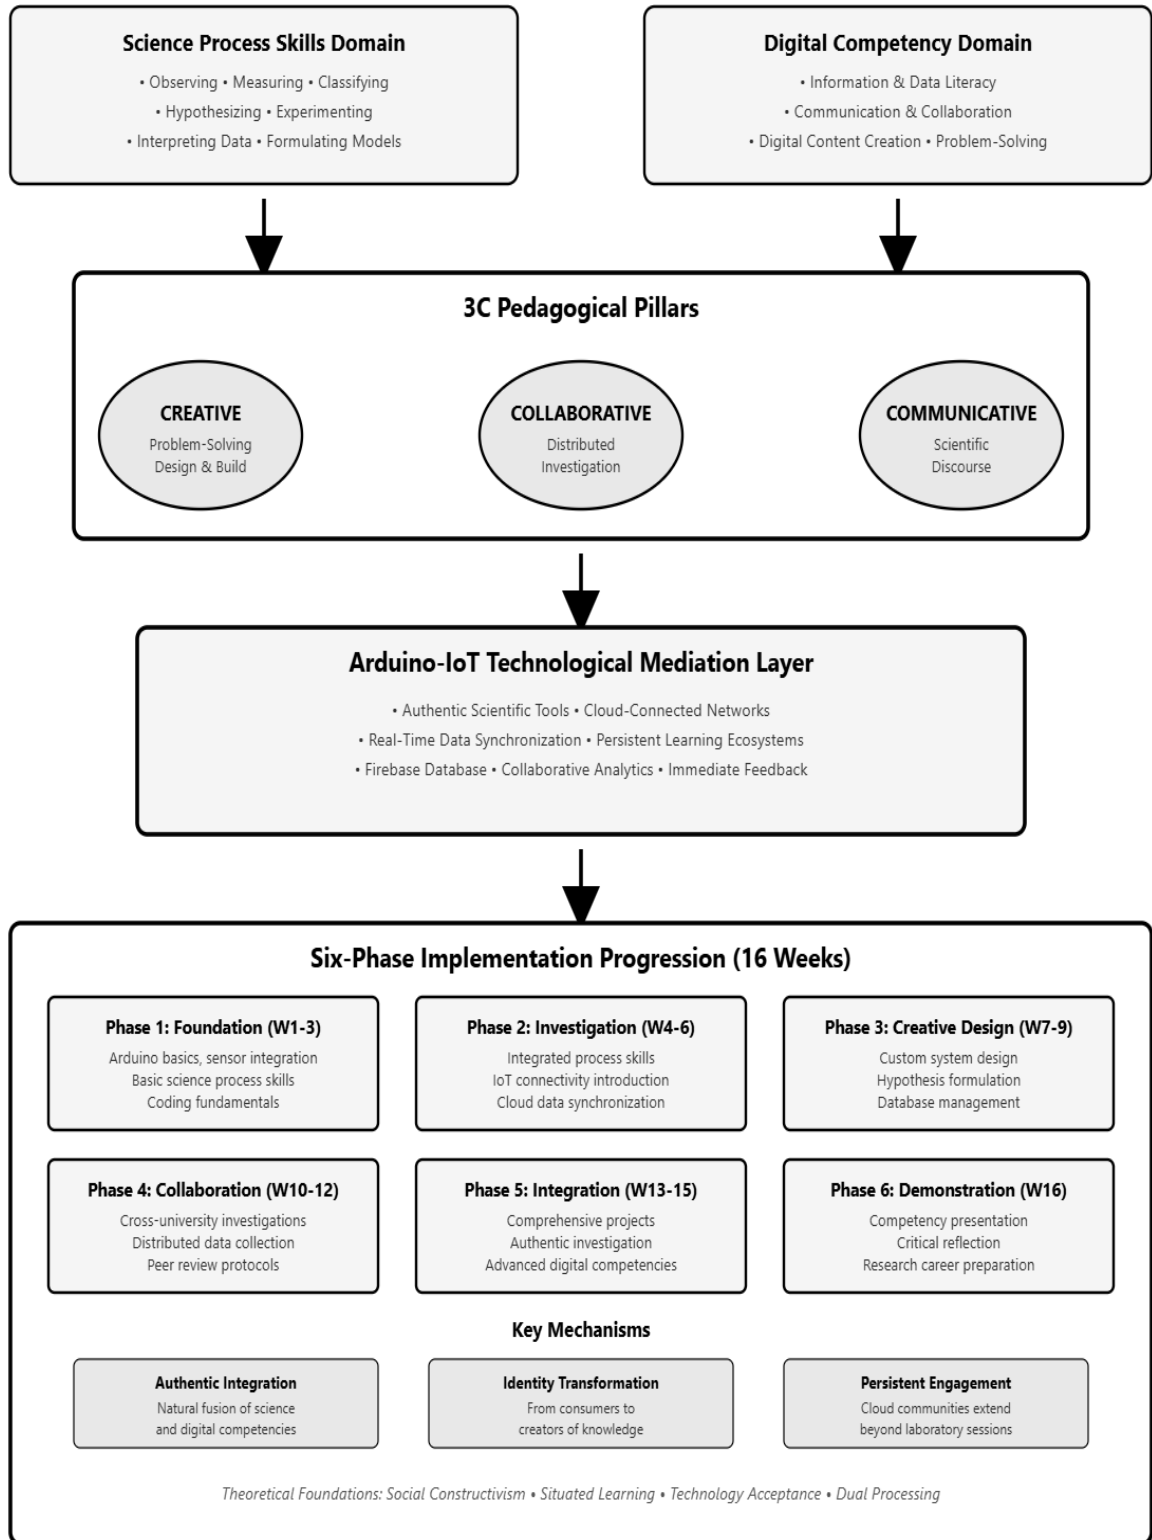 Science Process Skills Domain
• Observing • Measuring • Classifying
• Hypothesizing • Experimenting
• Interpreting Data • Formulating Models
Digital Competency Domain
• Information & Data Literacy
• Communication & Collaboration
• Digital Content Creation • Problem-Solving
3C Pedagogical Pillars
CREATIVE
Problem-Solving
Design & Build
COLLABORATIVE
Distributed
Investigation
COMMUNICATIVE
Scientific
Discourse
Arduino-IoT Technological Mediation Layer
• Authentic Scientific Tools • Cloud-Connected Networks
• Real-Time Data Synchronization • Persistent Learning Ecosystems
• Firebase Database • Collaborative Analytics • Immediate Feedback
Six-Phase Implementation Progression (16 Weeks)
Phase 1: Foundation (W1-3)
Arduino basics, sensor integration
Basic science process skills
Coding fundamentals
Phase 2: Investigation (W4-6)
Integrated process skills
IoT connectivity introduction
Cloud data synchronization
Phase 3: Creative Design (W7-9)
Custom system design
Hypothesis formulation
Database management
Phase 4: Collaboration (W10-12)
Cross-university investigations
Distributed data collection
Peer review protocols
Phase 5: Integration (W13-15)
Comprehensive projects
Authentic investigation
Advanced digital competencies
Phase 6: Demonstration (W16)
Competency presentation
Critical reflection
Research career preparation
Key Mechanisms
Authentic Integration
Natural fusion of science
and digital competencies
Identity Transformation
From consumers to
creators of knowledge
Persistent Engagement
Cloud communities extend
beyond laboratory sessions
Theoretical Foundations: Social Constructivism • Situated Learning • Technology Acceptance • Dual Processing